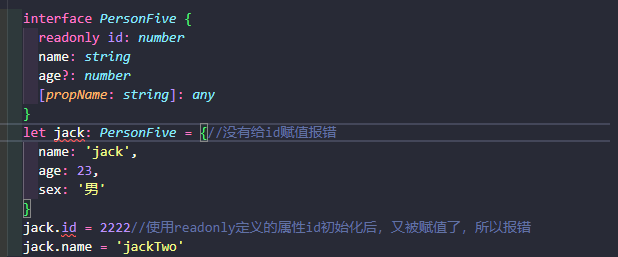 interface PersonFive {
readonly id: number
name: string
age?: number
[propName: string]: any
}
let jack: PersonFive = {//没有给id赋值报错
name: 'jack',
age: 23,
sex: '男'
}
jack.id = 2222//使用readonly定义的属性id初始化后，又被赋值了，所以报错
jack.name = 'jackTwo'